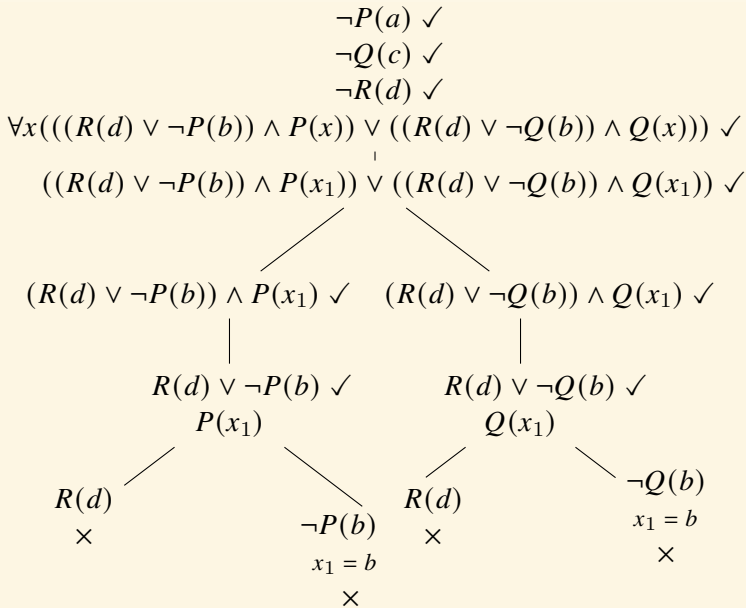 ¬P(a) ✓
¬Q(c) ✓
¬R(d) ✓
∀x(((R(d) ∨ ¬P(b)) ∧ P(x)) ∨ ((R(d) ∨ ¬Q(b)) ∧ Q(x))) ✓
((R(d) ∨ ¬P(b)) ∧ P(x₁)) ∨ ((R(d) ∨ ¬Q(b)) ∧ Q(x₁)) ✓
(R(d) ∨ ¬P(b)) ∧ P(x₁) ✓ (R(d) ∨ ¬Q(b)) ∧ Q(x₁) ✓
R(d) ∨ ¬P(b) ✓ R(d) ∨ ¬Q(b) ✓
P(x₁) Q(x₁)
R(d)
×
¬P(b)
x₁ = b
×
R(d)
×
¬Q(b)
x₁ = b
×